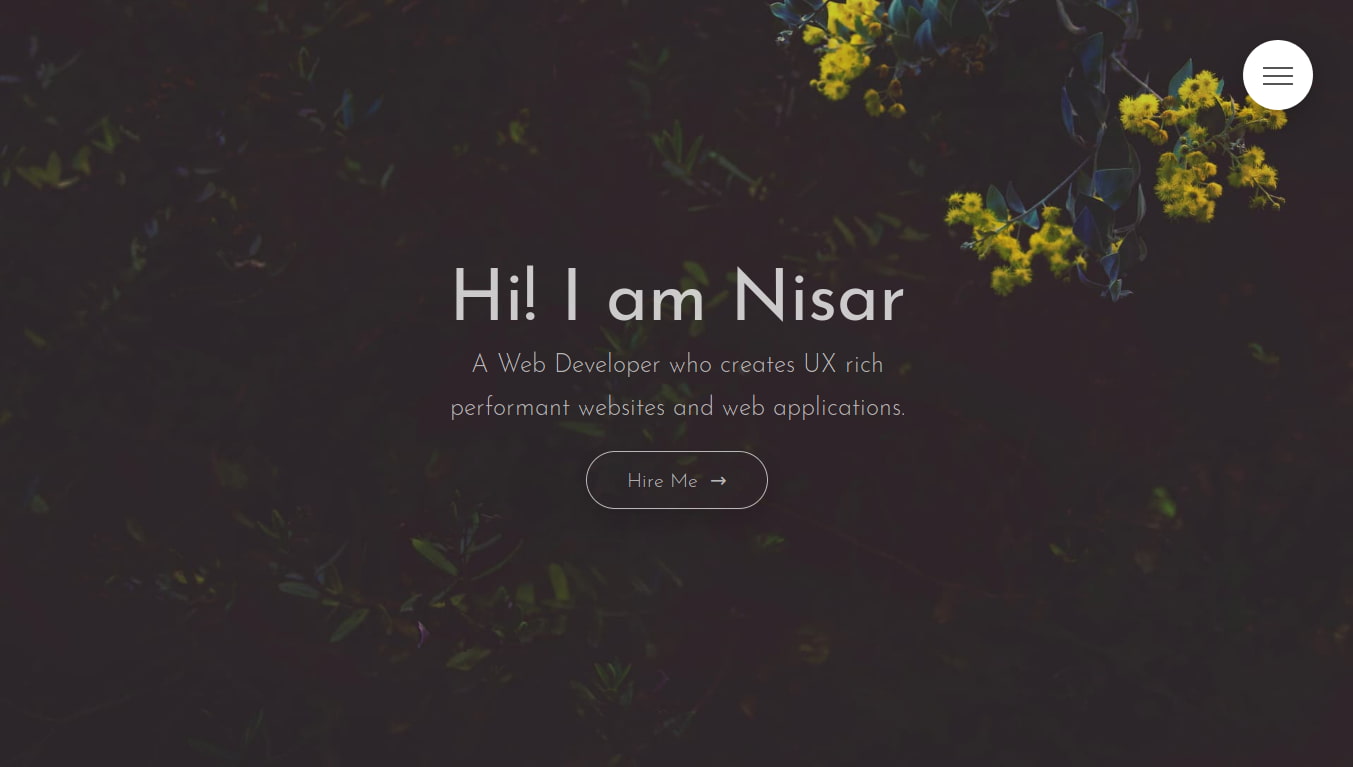 Hi! I am Nisar
A Web Developer who creates UX rich
performant websites and web applications.
Hire Me →